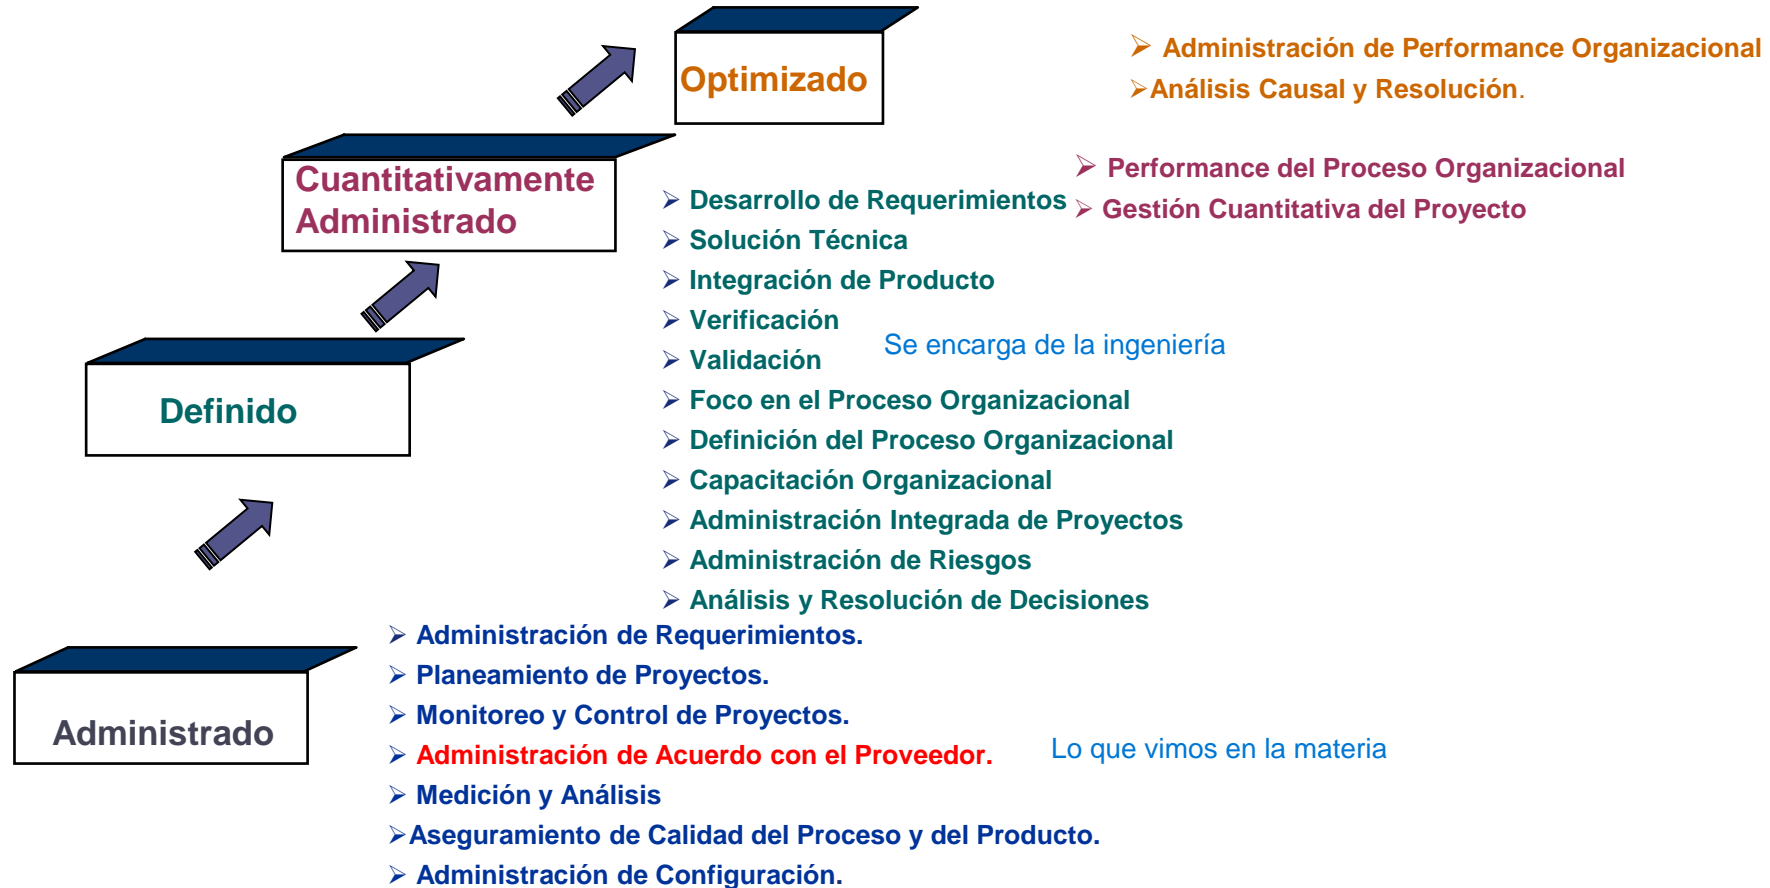 Optimizado
➢ Administración de Performance Organizacional
➢Análisis Causal y Resolución.
Cuantitativamente
Administrado
➢ Performance del Proceso Organizacional
➢ Gestión Cuantitativa del Proyecto
➢ Desarrollo de Requerimientos
➢ Solución Técnica
➢ Integración de Producto
➢ Verificación
➢ Validación
Se encarga de la ingeniería
➢ Foco en el Proceso Organizacional
➢ Definición del Proceso Organizacional
➢ Capacitación Organizacional
➢ Administración Integrada de Proyectos
➢ Administración de Riesgos
➢ Análisis y Resolución de Decisiones
Definido
➢ Administración de Requerimientos.
➢ Planeamiento de Proyectos.
➢ Monitoreo y Control de Proyectos.
➢ Administración de Acuerdo con el Proveedor.
➢ Medición y Análisis
➢Aseguramiento de Calidad del Proceso y del Producto.
➢ Administración de Configuración.
Administrado
Lo que vimos en la materia